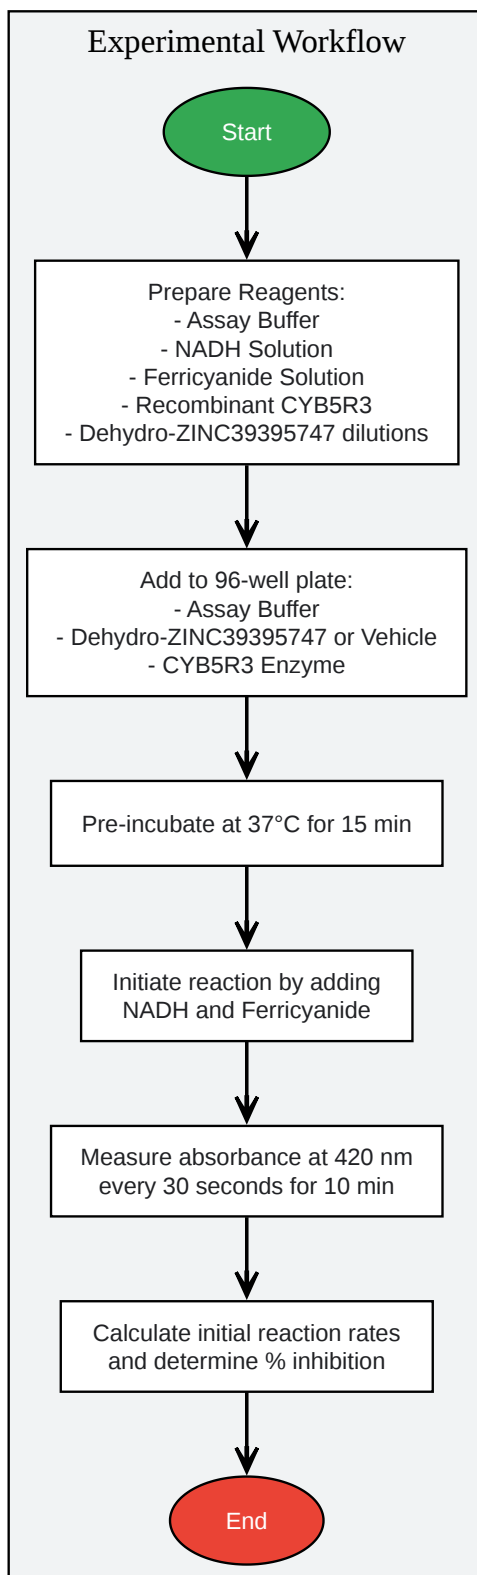 Experimental Workflow
Start
Prepare Reagents:
- Assay Buffer
- NADH Solution
- Ferricyanide Solution
- Recombinant CYB5R3
- Dehydro-ZINC39395747 dilutions
Add to 96-well plate:
- Assay Buffer
- Dehydro-ZINC39395747 or Vehicle
- CYB5R3 Enzyme
Pre-incubate at 37°C for 15 min
Initiate reaction by adding
NADH and Ferricyanide
Measure absorbance at 420 nm
every 30 seconds for 10 min
Calculate initial reaction rates
and determine % inhibition
End